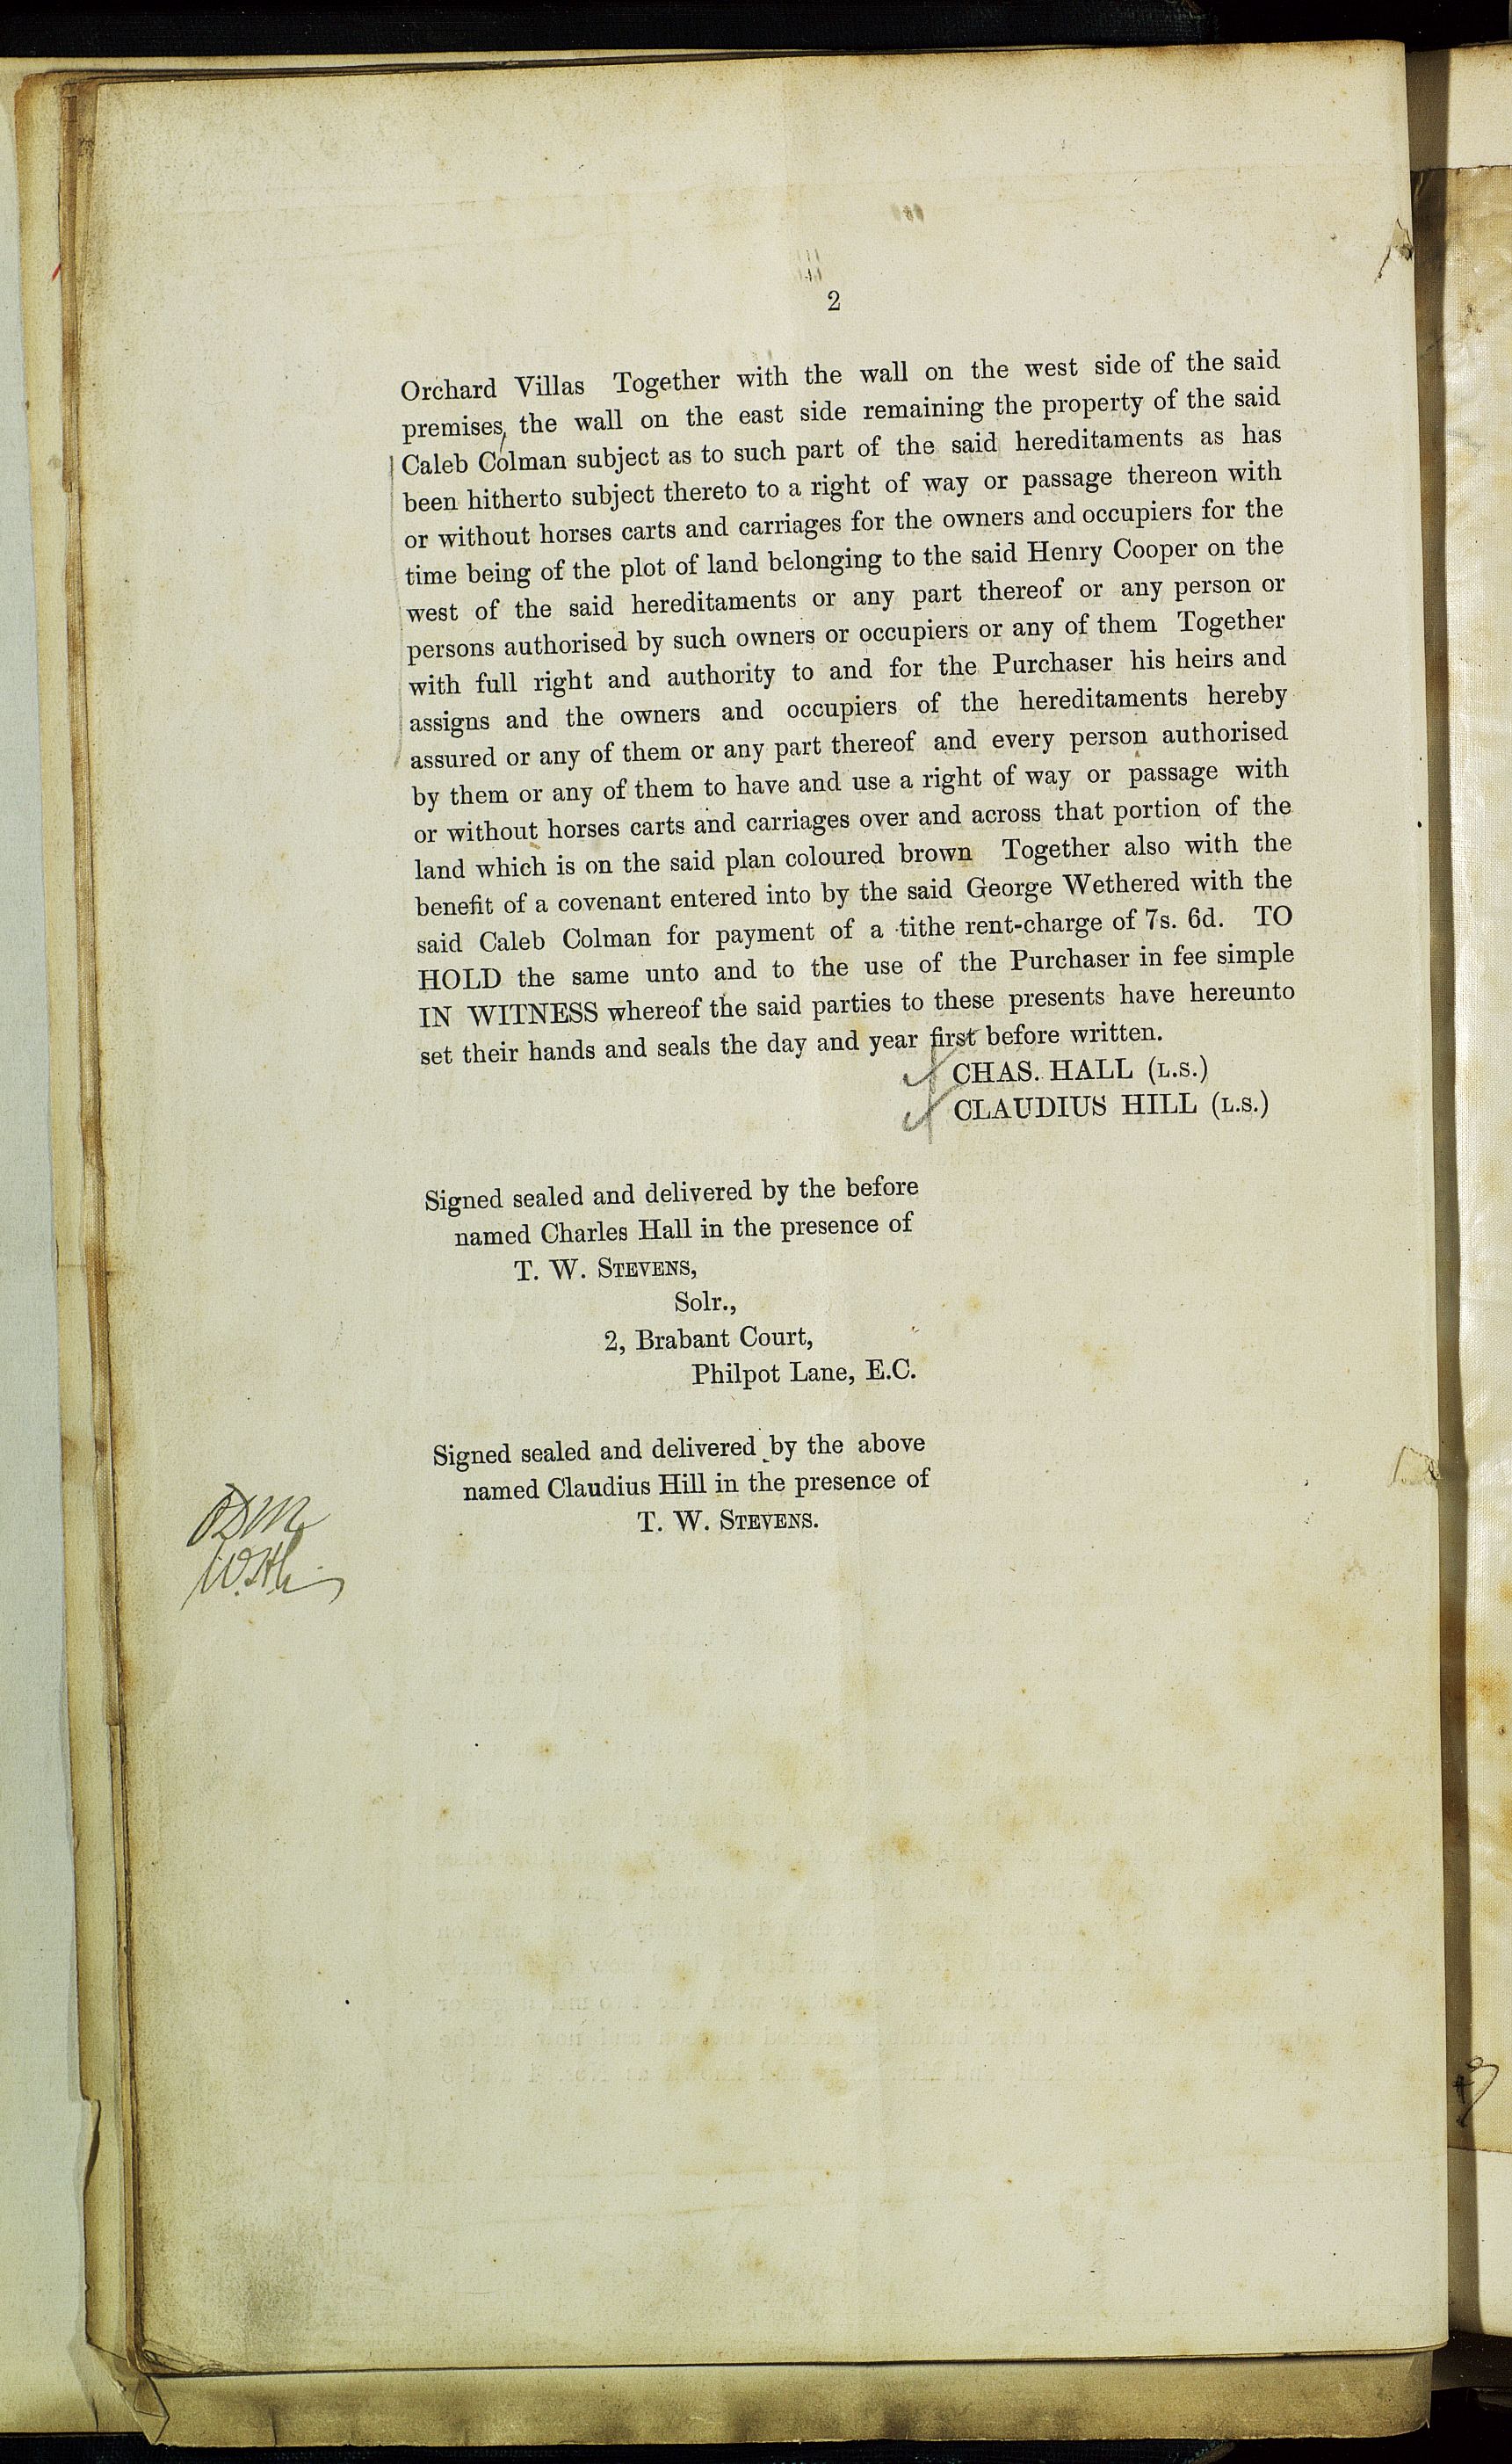 2
Orchard Villas Together with the wall on the west side of the said
premises, the wall on the east side remaining the property of the said
Caleb Colman subject as to such part of the said hereditaments as has
been hitherto subject thereto to a right of way or passage thereon with
or without horses carts and carriages for the owners and occupiers for the
time being of the plot of land belonging to the said Henry Cooper on the
west of the said hereditaments or any part thereof or any person or
persons authorised by such owners or occupiers or any of them Together
with full right and authority to and for the Purchaser his heirs and
assigns and the owners and occupiers of the hereditaments hereby
assured or any of them or any part thereof and every person authorised
by them or any of them to have and use a right of way or passage with
or without horses carts and carriages over and across that portion of the
land which is on the said plan coloured brown Together also with the
benefit of a covenant entered into by the said George Wethered with the
said Caleb Colman for payment of a tithe rent-charge of 7s. 6d. TO
HOLD the same unto and to the use of the Purchaser in fee simple
IN WITNESS whereof the said parties to these presents have hereunto
set their hands and seals the day and year first before written.
CHAS. HALL (L.S.)
CLAUDIUS HILL (L.S.)
Signed sealed and delivered by the before
named Charles Hall in the presence of
T. W. STEVENS,
Solr.,
2, Brabant Court,
Philpot Lane, E.C.
Signed sealed and delivered by the above
named Claudius Hill in the presence of
T. W. STEVENS.